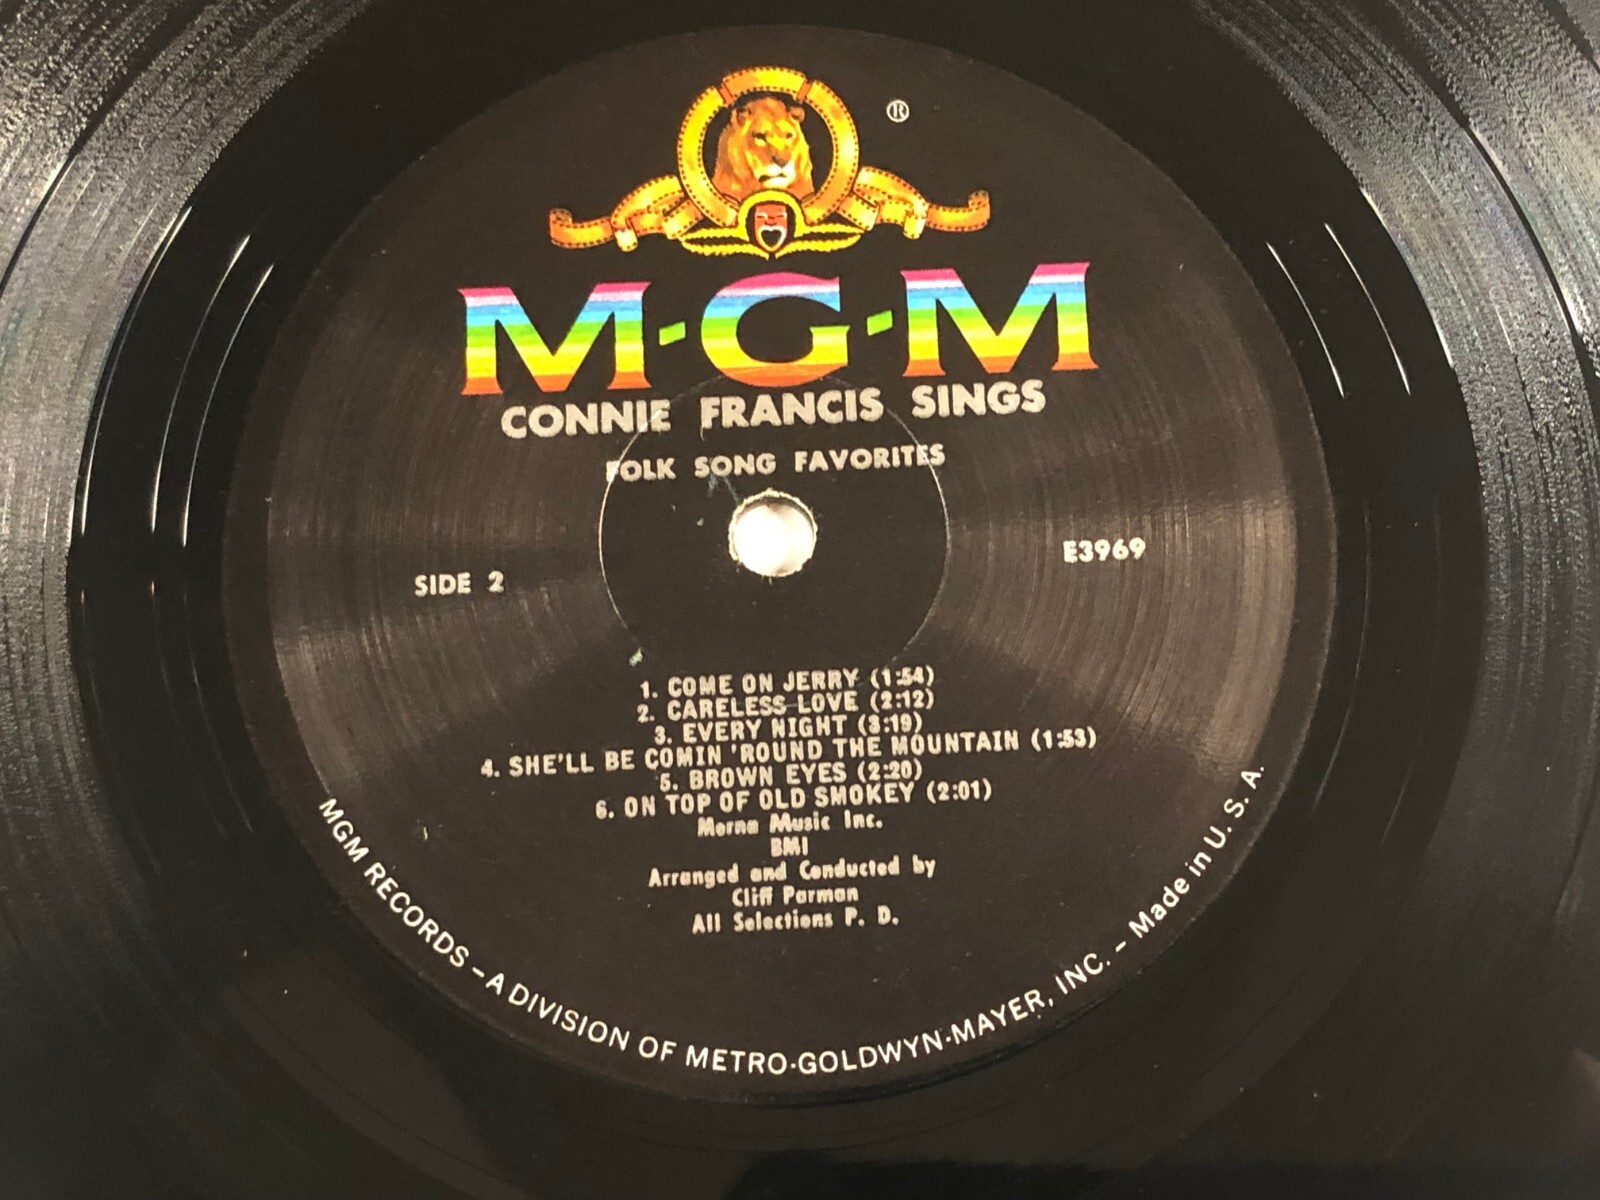 ®
M·G·M
CONNIE FRANCIS SINGS
FOLK SONG FAVORITES
SIDE 2
E3969
1. COME ON JERRY (1:54)
2. CARELESS LOVE (2:12)
3. EVERY NIGHT (3:19)
4. SHE'LL BE COMIN 'ROUND THE MOUNTAIN (1:53)
5. BROWN EYES (2:20)
6. ON TOP OF OLD SMOKEY (2:01)
Merna Music Inc.
BMI
Arranged and Conducted by
Cliff Parman
All Selections P. D.
MGM RECORDS – A DIVISION OF METRO-GOLDWYN-MAYER, INC. – Made in U. S. A.